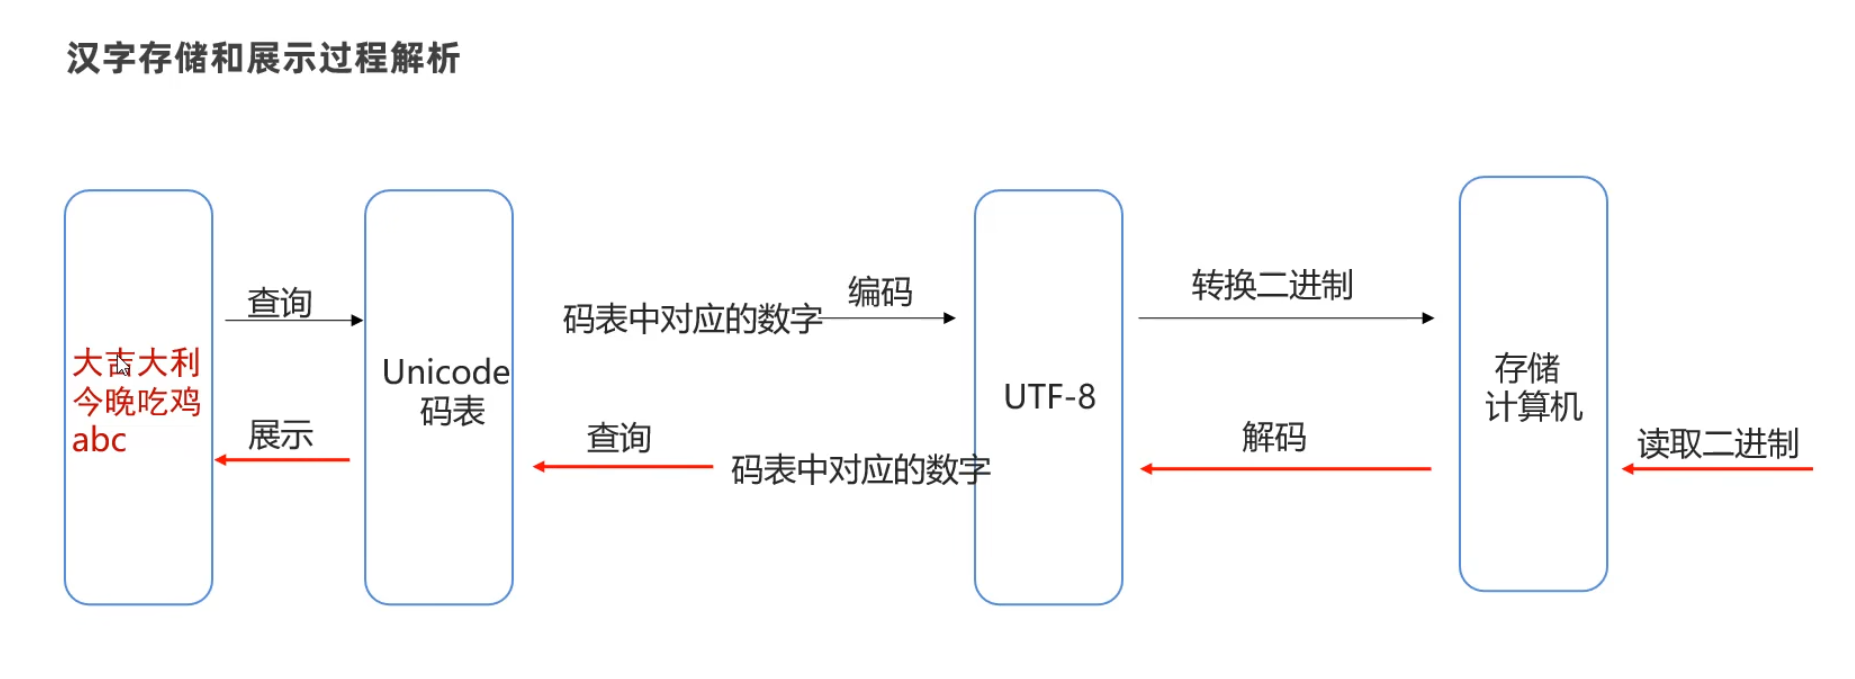 汉字存储和展示过程解析
大吉大利
今晚吃鸡
abc
查询
展示
Unicode
码表
码表中对应的数字
编码
查询
码表中对应的数字
UTF-8
转换二进制
解码
存储
计算机
读取二进制